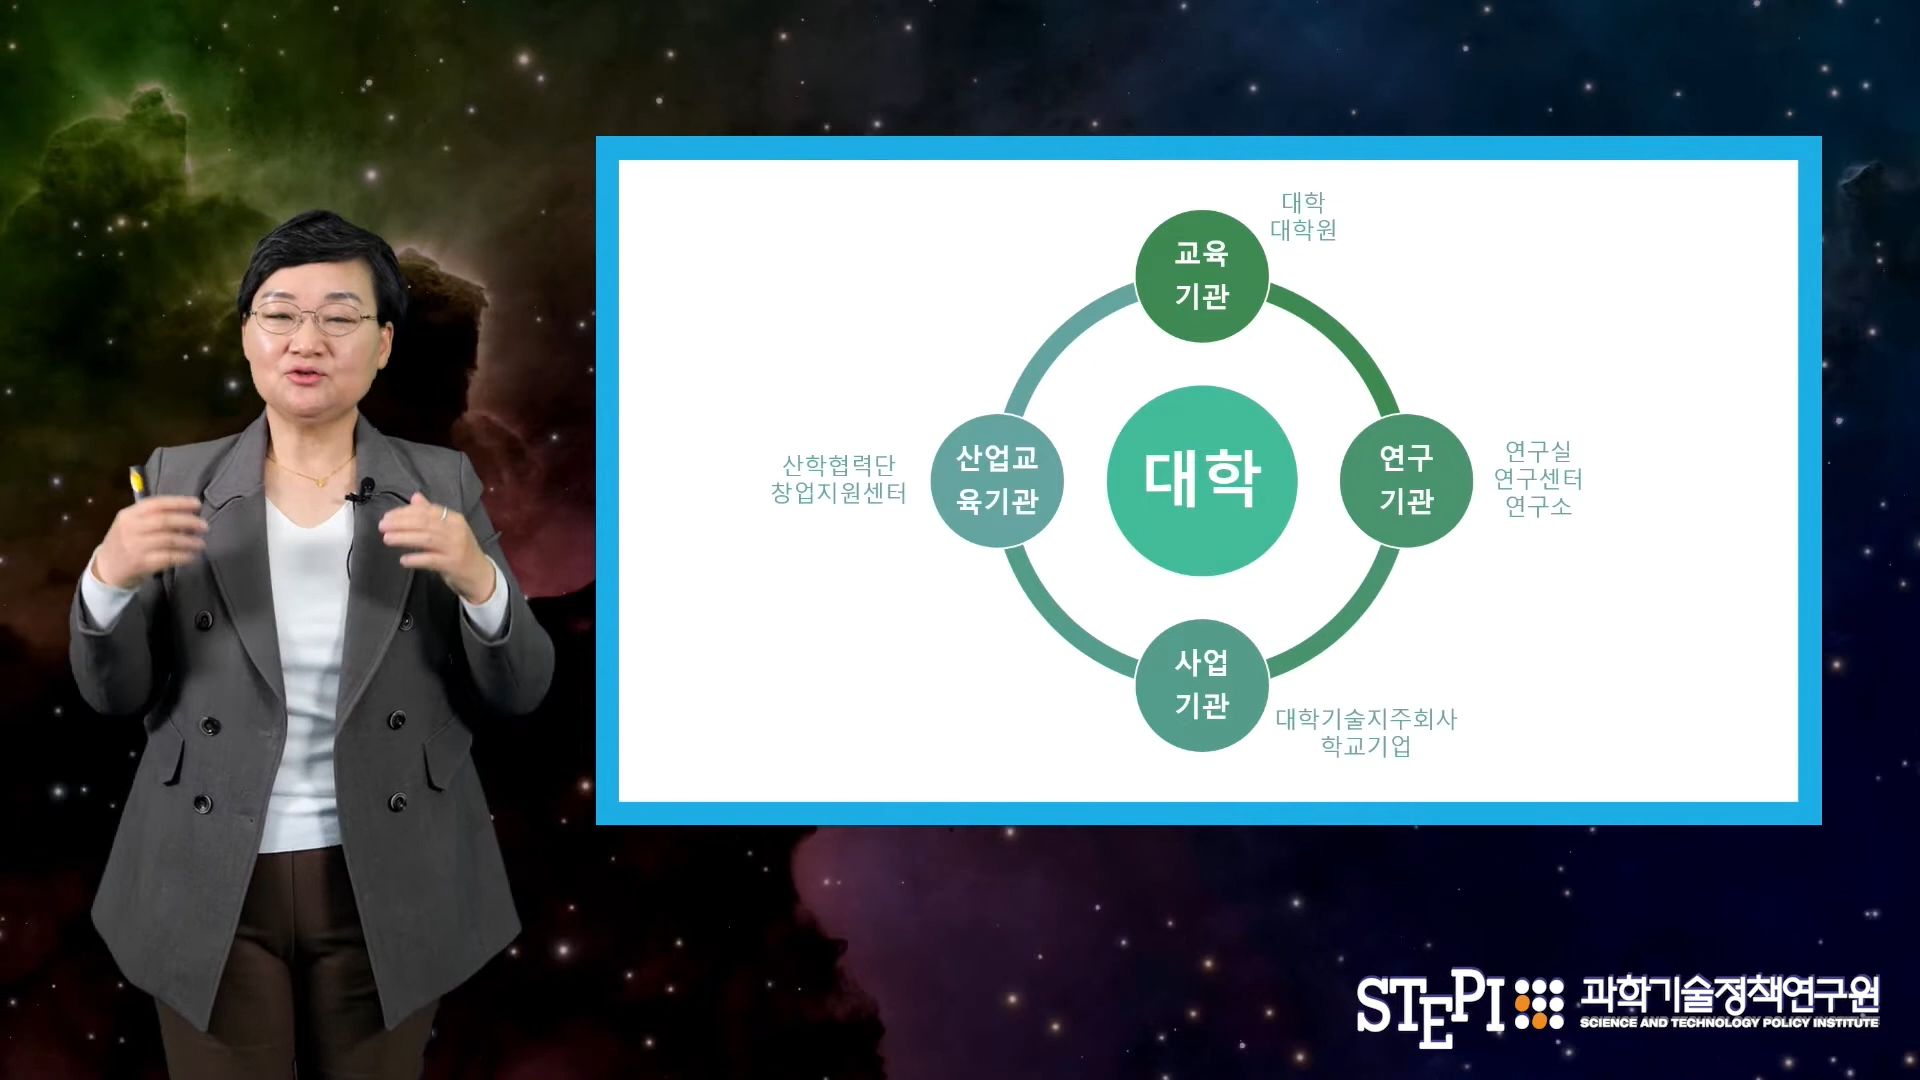 대학
대학원
교육
기관
산학협력단
창업지원센터
산업교
육기관
대학
연구
기관
연구실
연구센터
연구소
사업
기관
대학기술지주회사
학교기업
STEPI 과학기술정책연구원
SCIENCE AND TECHNOLOGY POLICY INSTITUTE